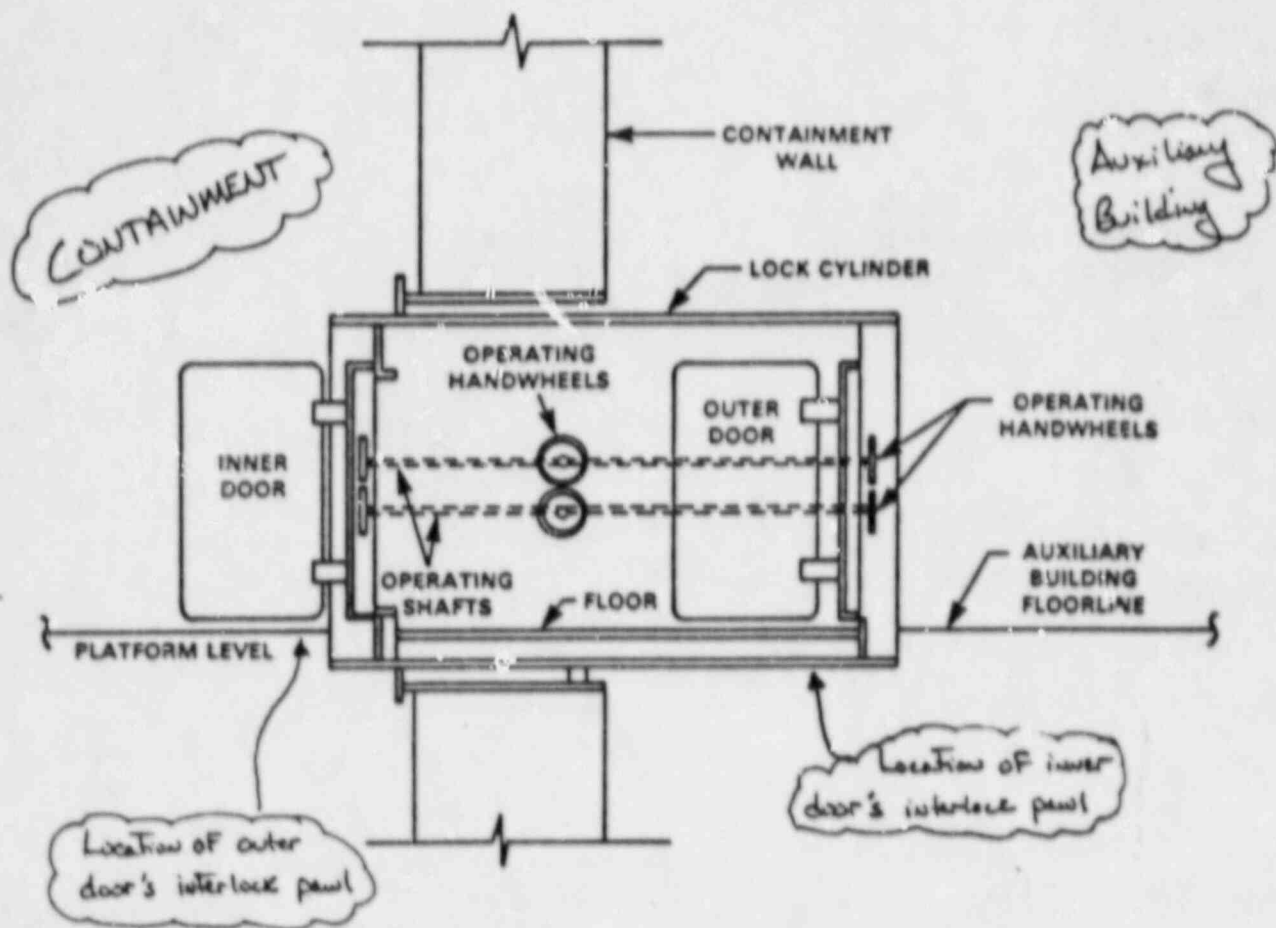 CONTAINMENT
WALL
Auxiliary
Building
CONTAINMENT
LOCK CYLINDER
OPERATING
HANDWHEELS
OUTER
DOOR
OPERATING
HANDWHEELS
INNER
DOOR
OPERATING
SHAFTS
FLOOR
AUXILIARY
BUILDING
FLOORLINE
PLATFORM LEVEL
Location of inner
door's interlock pawl
Location of outer
door's interlock pawl